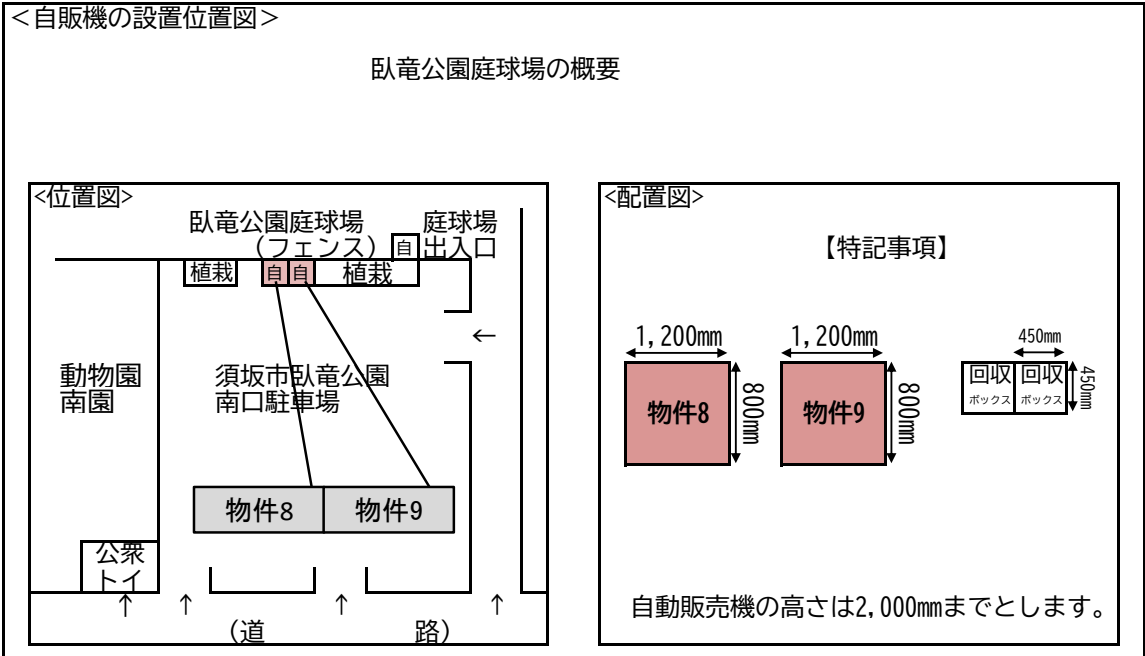 ＜自販機の設置位置図＞
臥竜公園庭球場の概要
<位置図>
臥竜公園庭球場
（フェンス）
庭球場
出入口
自
植栽
自
自
植栽
←
動物園
南園
須坂市臥竜公園
南口駐車場
物件8
物件9
公衆
トイ
↑
↑
↑
↑
（道
路）
<配置図>
【特記事項】
1,200mm
1,200mm
450mm
物件8
800mm
物件9
800mm
回収
ボックス
回収
ボックス
450mm
自動販売機の高さは2,000mmまでとします。